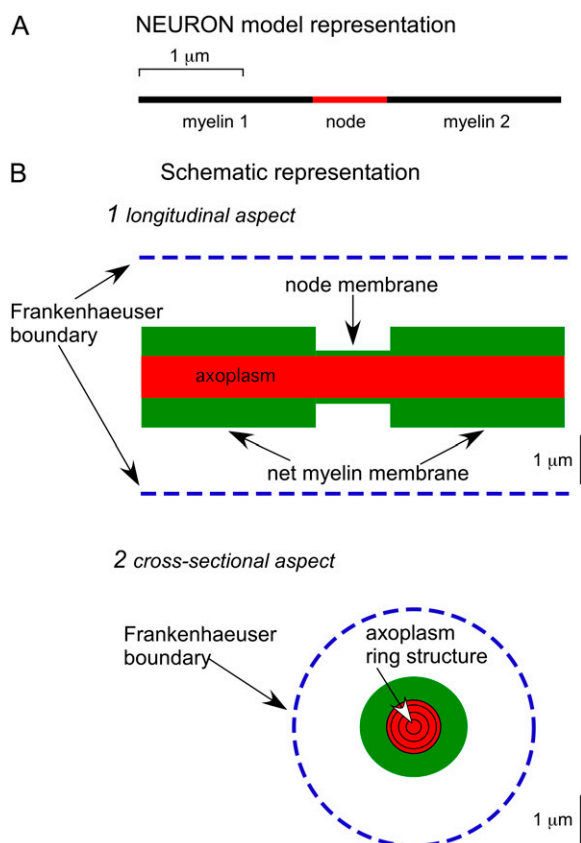 A
NEURON model representation
1 µm
myelin 1
node
myelin 2
B
Schematic representation
1 longitudinal aspect
node membrane
Frankenhaeuser
boundary
axoplasm
net myelin membrane
1 µm
2 cross-sectional aspect
Frankenhaeuser
boundary
axoplasm
ring structure
1 µm